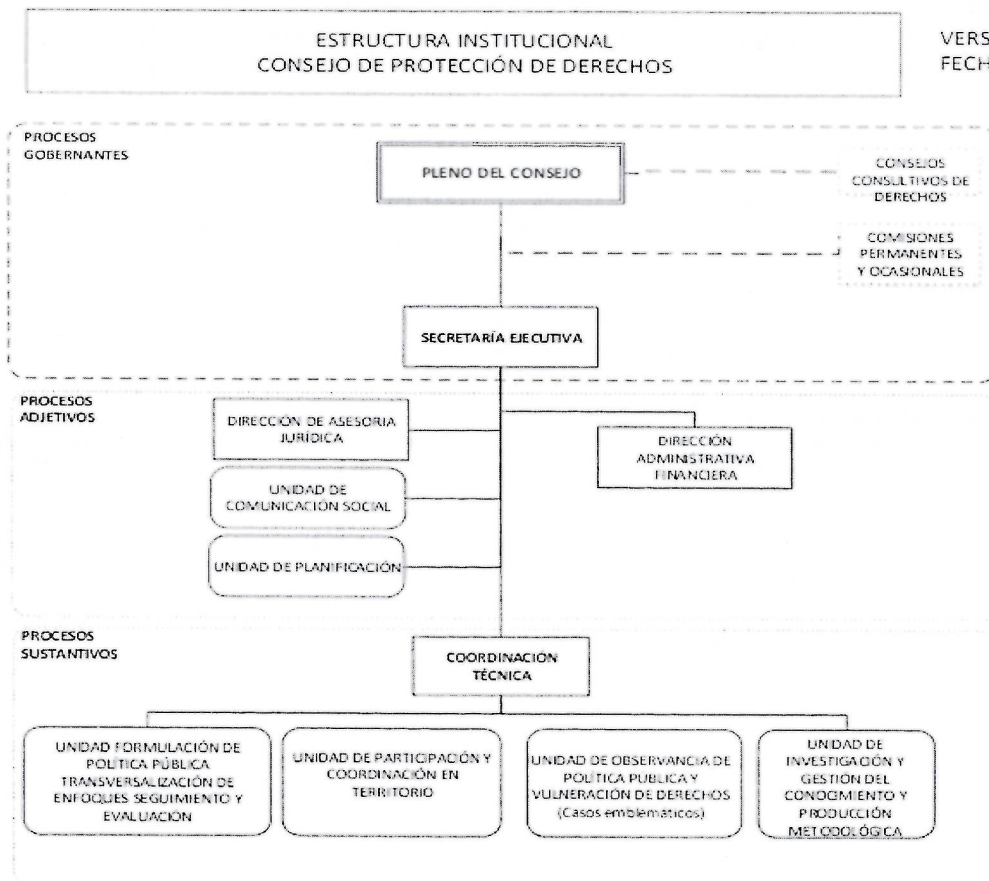 ESTRUCTURA INSTITUCIONAL
CONSEJO DE PROTECCIÓN DE DERECHOS
VERS
FECH
PROCESOS
GOBERNANTES
PLENO DEL CONSEJO
CONSEJOS
CONSULTIVOS DE
DERECHOS
COMISIONES
PERMANENTES
Y OCASIONALES
SECRETARÍA EJECUTIVA
PROCESOS
ADJETIVOS
DIRECCIÓN DE ASESORIA
JURÍDICA
DIRECCIÓN
ADMINISTRATIVA
FINANCIERA
UNIDAD DE
COMUNICACIÓN SOCIAL
UNIDAD DE PLANIFICACIÓN
PROCESOS
SUSTANTIVOS
COORDINACIÓN
TÉCNICA
UNIDAD FORMULACIÓN DE
POLÍTICA PÚBLICA
TRANSVERSALIZACIÓN DE
ENFOQUES SEGUIMIENTO Y
EVALUACIÓN
UNIDAD DE PARTICIPACIÓN Y
COORDINACIÓN EN
TERRITORIO
UNIDAD DE OBSERVANCIA DE
POLÍTICA PUBLICA Y
VULNERACIÓN DE DERECHOS
(Casos emblemáticos)
UNIDAD DE
INVESTIGACIÓN Y
GESTIÓN DEL
CONOCIMIENTO Y
PRODUCCIÓN
METODOLÓGICA